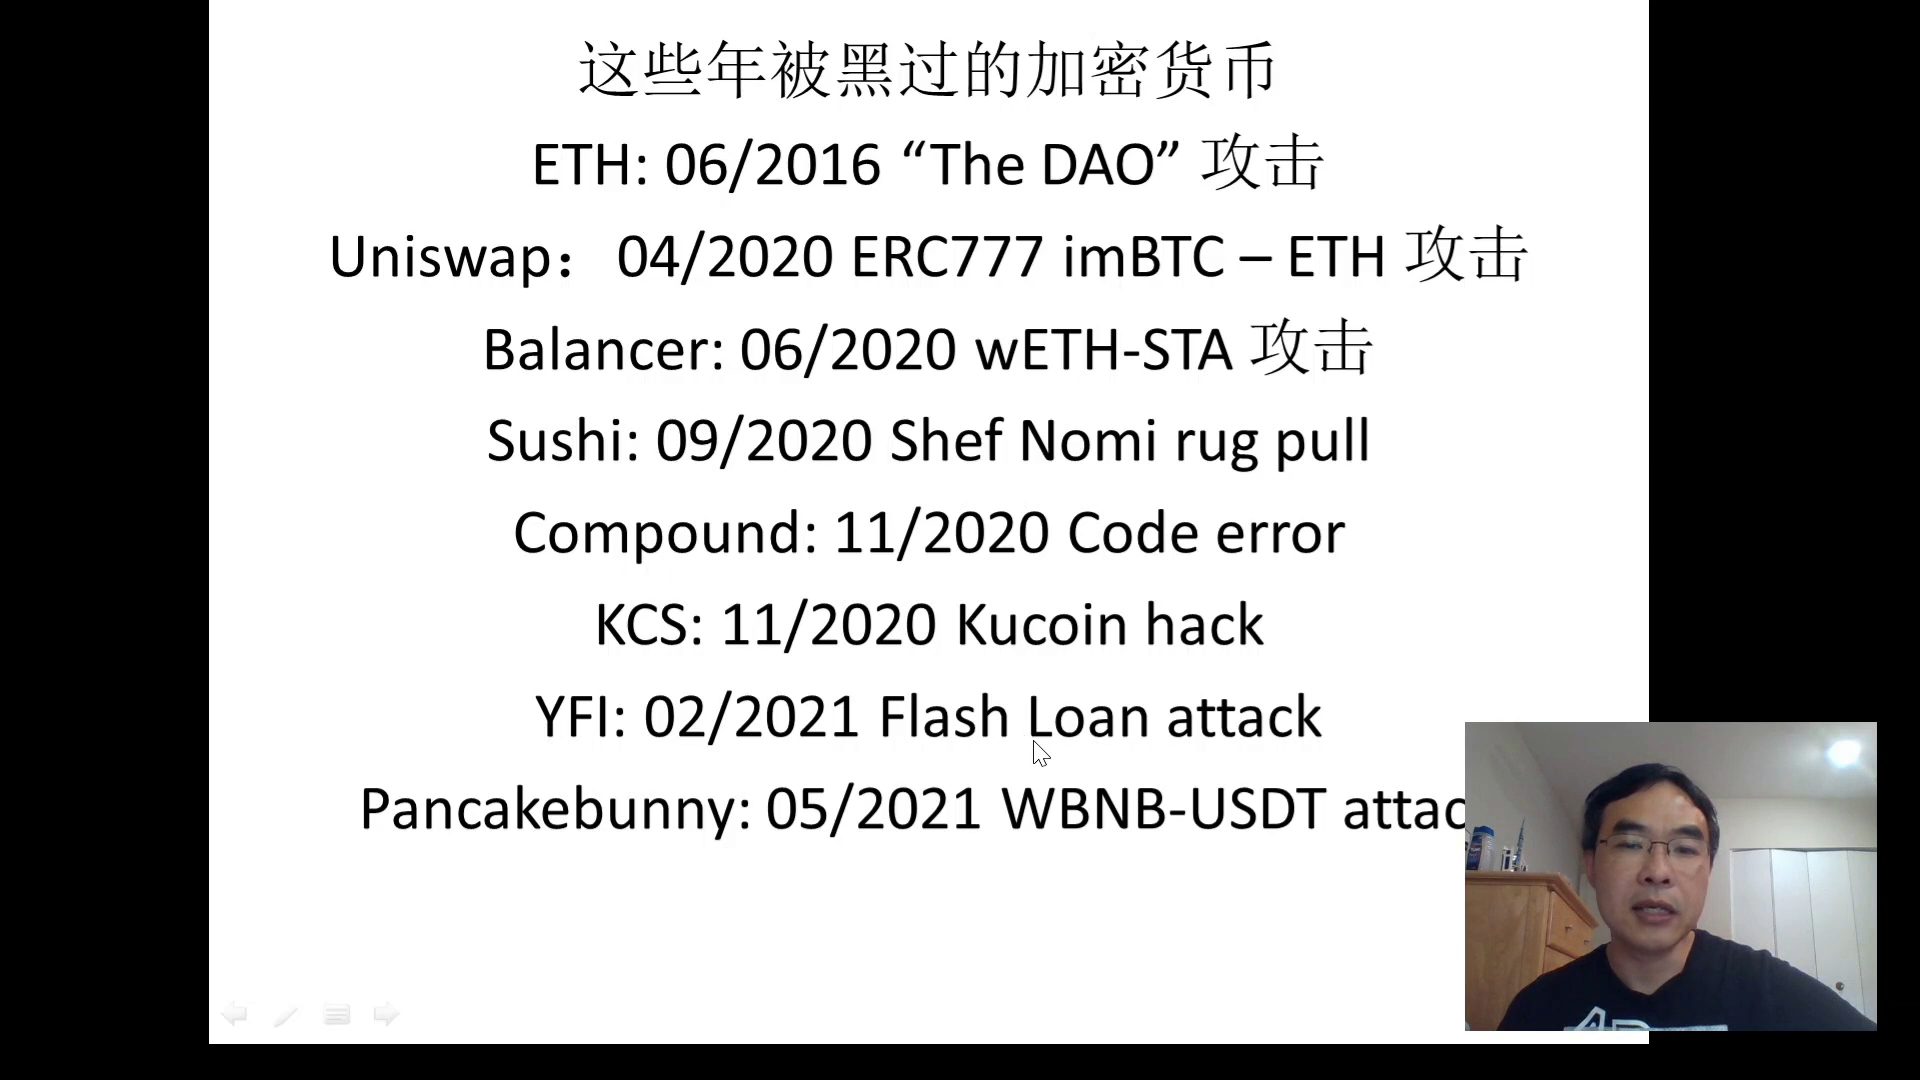 这些年被黑过的加密货币
ETH: 06/2016 “The DAO” 攻击
Uniswap： 04/2020 ERC777 imBTC – ETH 攻击
Balancer: 06/2020 wETH-STA 攻击
Sushi: 09/2020 Shef Nomi rug pull
Compound: 11/2020 Code error
KCS: 11/2020 Kucoin hack
YFI: 02/2021 Flash Loan attack
Pancakebunny: 05/2021 WBNB-USDT attac